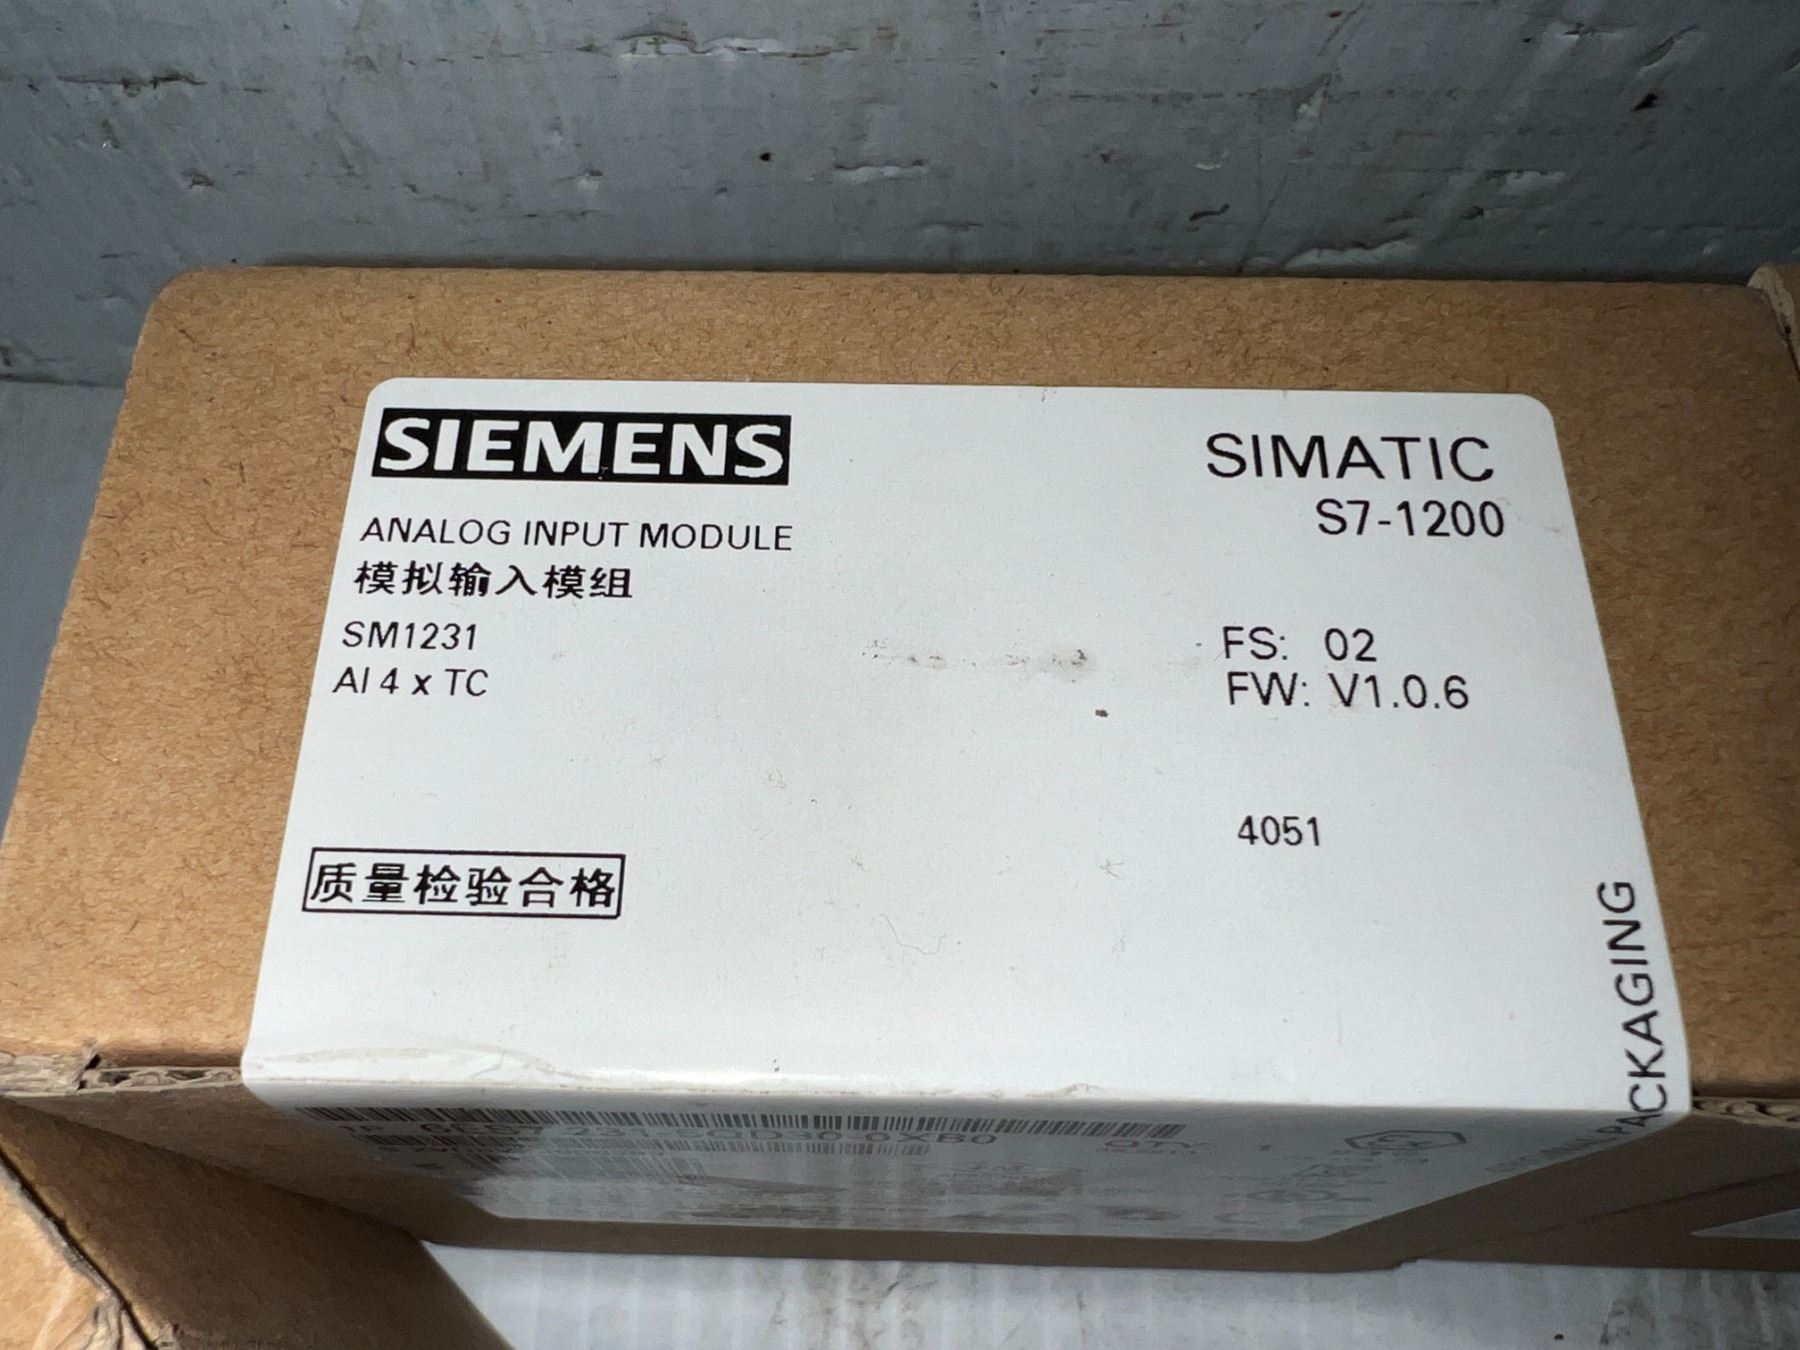 SIEMENS
SIMATIC
S7-1200
ANALOG INPUT MODULE
模拟输入模组
SM1231
AI 4 x TC
FS: 02
FW: V1.0.6
4051
质量检验合格
PACKAGING
1P